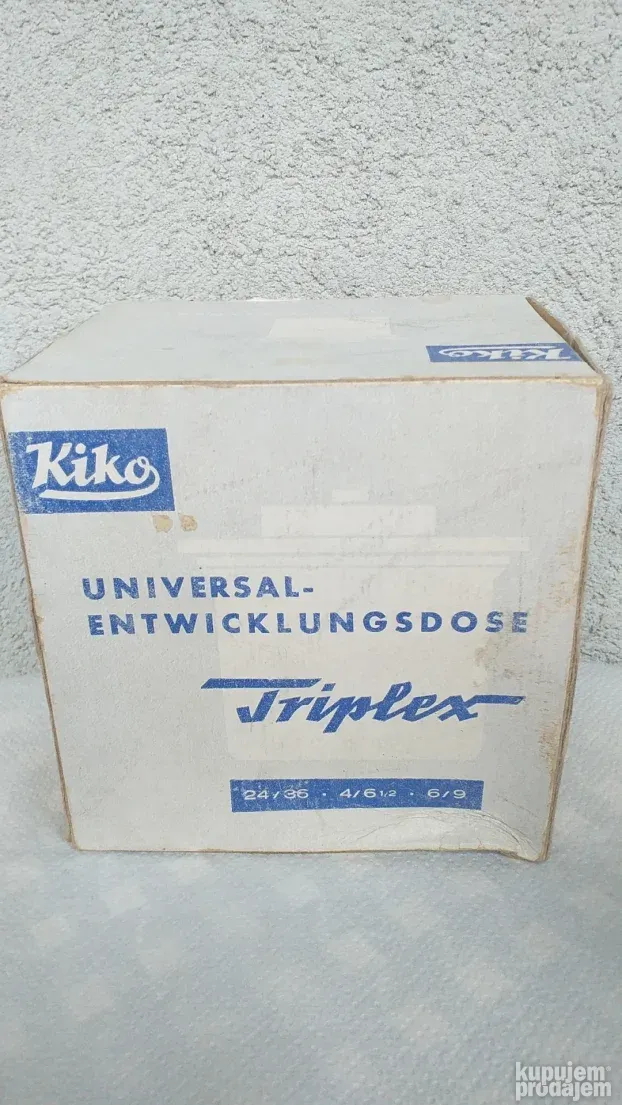 Kiko
Kiko
UNIVERSAL-
ENTWICKLUNGSDOSE
Triplex
24/36 · 4/6 1/2 · 6/9
kupujem
prodajem